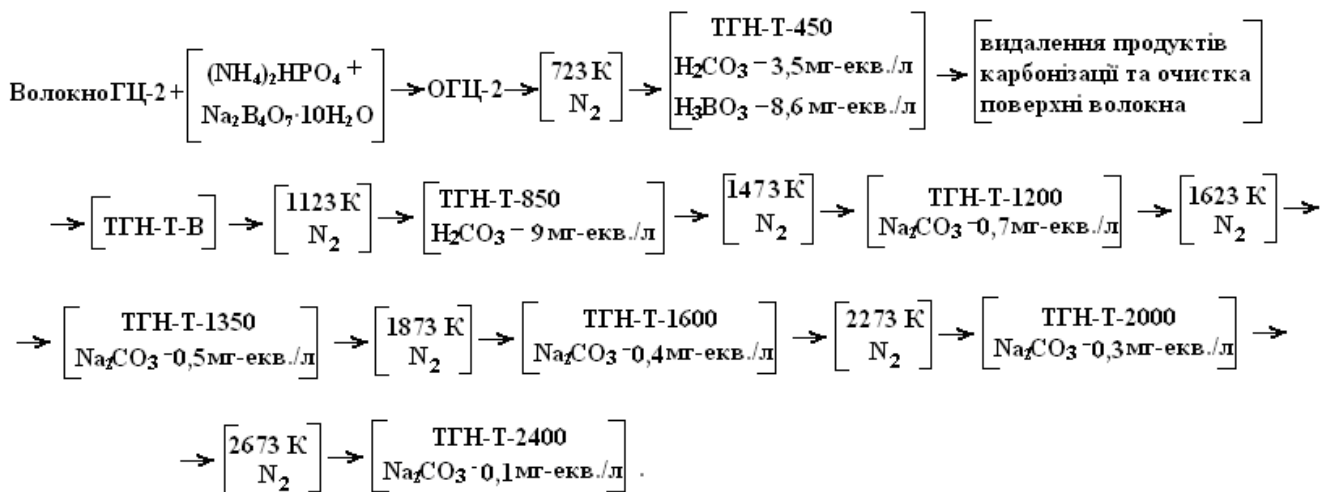 Волокно ГЦ-2 + [(NH₄)₂HPO₄ + Na₂B₄O₇·10H₂O] → ОГЦ-2 → [723 К N₂] → [ТГН-Т-450 H₂CO₃ – 3,5 мг-екв./л H₃BO₃ – 8,6 мг-екв./л] → [видалення продуктів карбонізації та очистка поверхні волокна]
→ [ТГН-Т-В] → [1123 К N₂] → [ТГН-Т-850 H₂CO₃ – 9 мг-екв./л] → [1473 К N₂] → [ТГН-Т-1200 Na₂CO₃ – 0,7 мг-екв./л] → [1623 К N₂] →
→ [ТГН-Т-1350 Na₂CO₃ – 0,5 мг-екв./л] → [1873 К N₂] → [ТГН-Т-1600 Na₂CO₃ – 0,4 мг-екв./л] → [2273 К N₂] → [ТГН-Т-2000 Na₂CO₃ – 0,3 мг-екв./л] →
→ [2673 К N₂] → [ТГН-Т-2400 Na₂CO₃ – 0,1 мг-екв./л] .